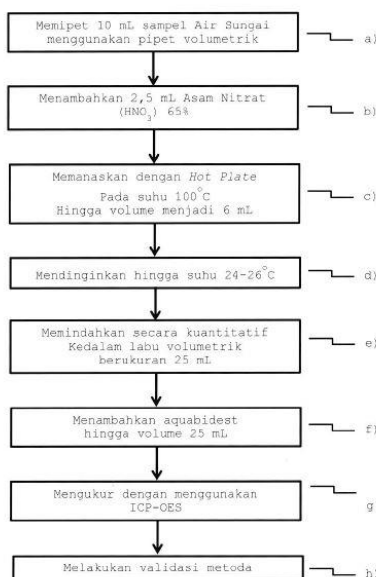 Memipet 10 mL sampel Air Sungai
menggunakan pipet volumetrik
a)
Menambahkan 2,5 mL Asam Nitrat
(HNO3) 65%
b)
Memanaskan dengan Hot Plate
Pada suhu 100°C
Hingga volume menjadi 6 mL
c)
Mendinginkan hingga suhu 24-26°C
d)
Memindahkan secara kuantitatif
Kedalam labu volumetrik
berukuran 25 mL
e)
Menambahkan aquabidest
hingga volume 25 mL
f)
Mengukur dengan menggunakan
ICP-OES
g
Melakukan validasi metoda
h)